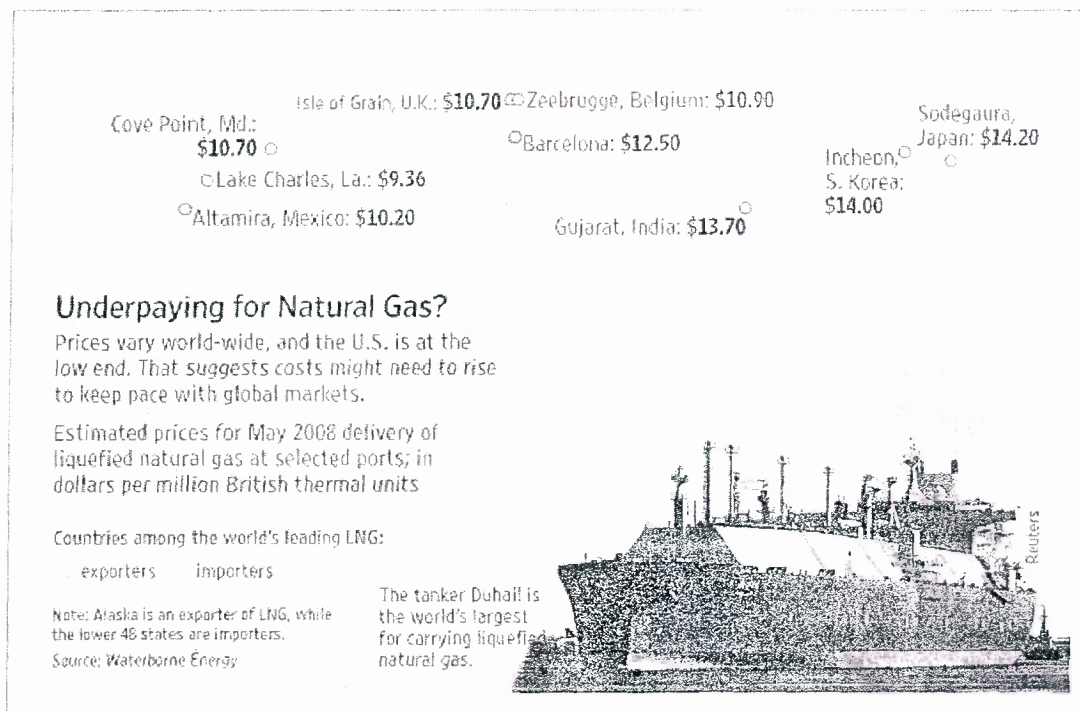 Isle of Grain, U.K.: $10.70
Zeebrugge, Belgium: $10.90
Cove Point, Md.:
$10.70
Barcelona: $12.50
Sodegaura,
Japan: $14.20
Incheon,
S. Korea:
$14.00
Lake Charles, La.: $9.36
Altamira, Mexico: $10.20
Gujarat, India: $13.70
Underpaying for Natural Gas?
Prices vary world-wide, and the U.S. is at the
low end. That suggests costs might need to rise
to keep pace with global markets.
Estimated prices for May 2008 delivery of
liquefied natural gas at selected ports; in
dollars per million British thermal units
Countries among the world's leading LNG:
exporters importers
Note: Alaska is an exporter of LNG, while
the lower 48 states are importers.
Source: Waterborne Energy
The tanker Duhail is
the world's largest
for carrying liquefied
natural gas.
Reuters